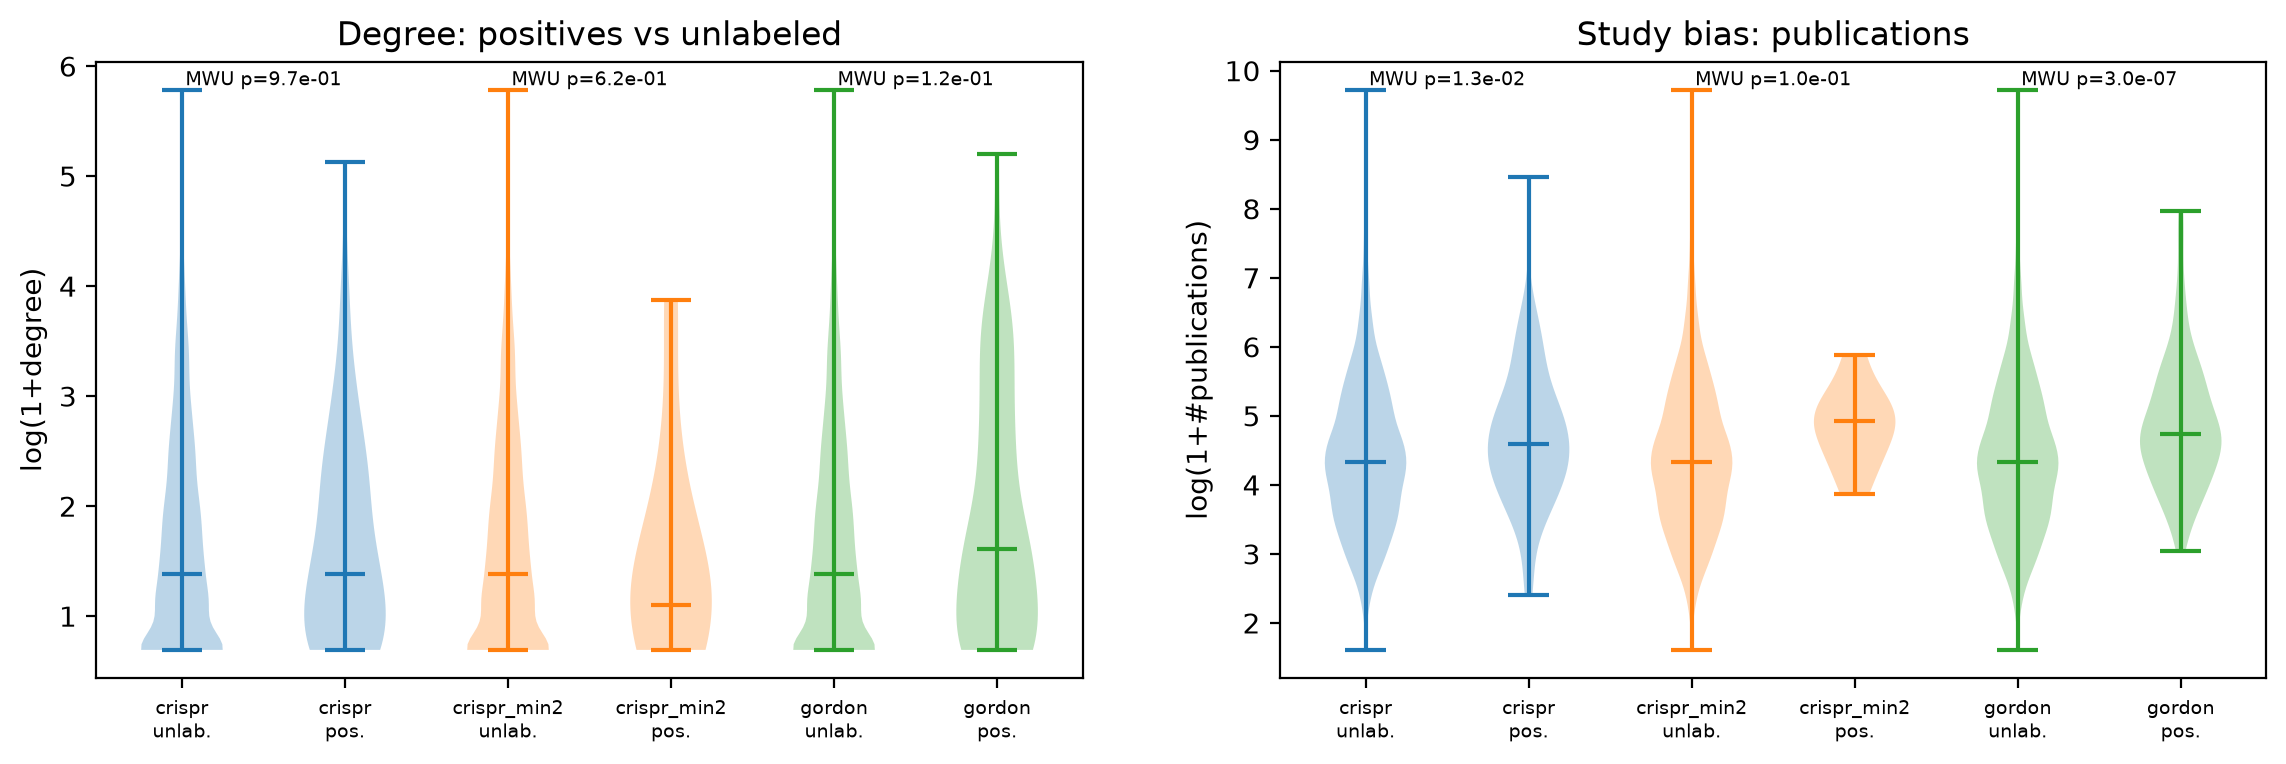 Degree: positives vs unlabeled
log(1+degree)
6
5
4
3
2
1
MWU p=9.7e-01
MWU p=6.2e-01
MWU p=1.2e-01
crispr
unlab.
crispr
pos.
crispr_min2
unlab.
crispr_min2
pos.
gordon
unlab.
gordon
pos.
Study bias: publications
log(1+#publications)
10
9
8
7
6
5
4
3
2
MWU p=1.3e-02
MWU p=1.0e-01
MWU p=3.0e-07
crispr
unlab.
crispr
pos.
crispr_min2
unlab.
crispr_min2
pos.
gordon
unlab.
gordon
pos.